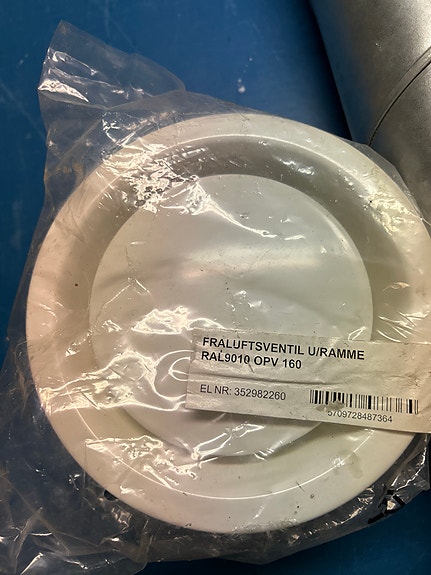 FRALUFTSVENTIL U/RAMME
RAL9010 OPV 160
EL NR: 352982260
5709728487364